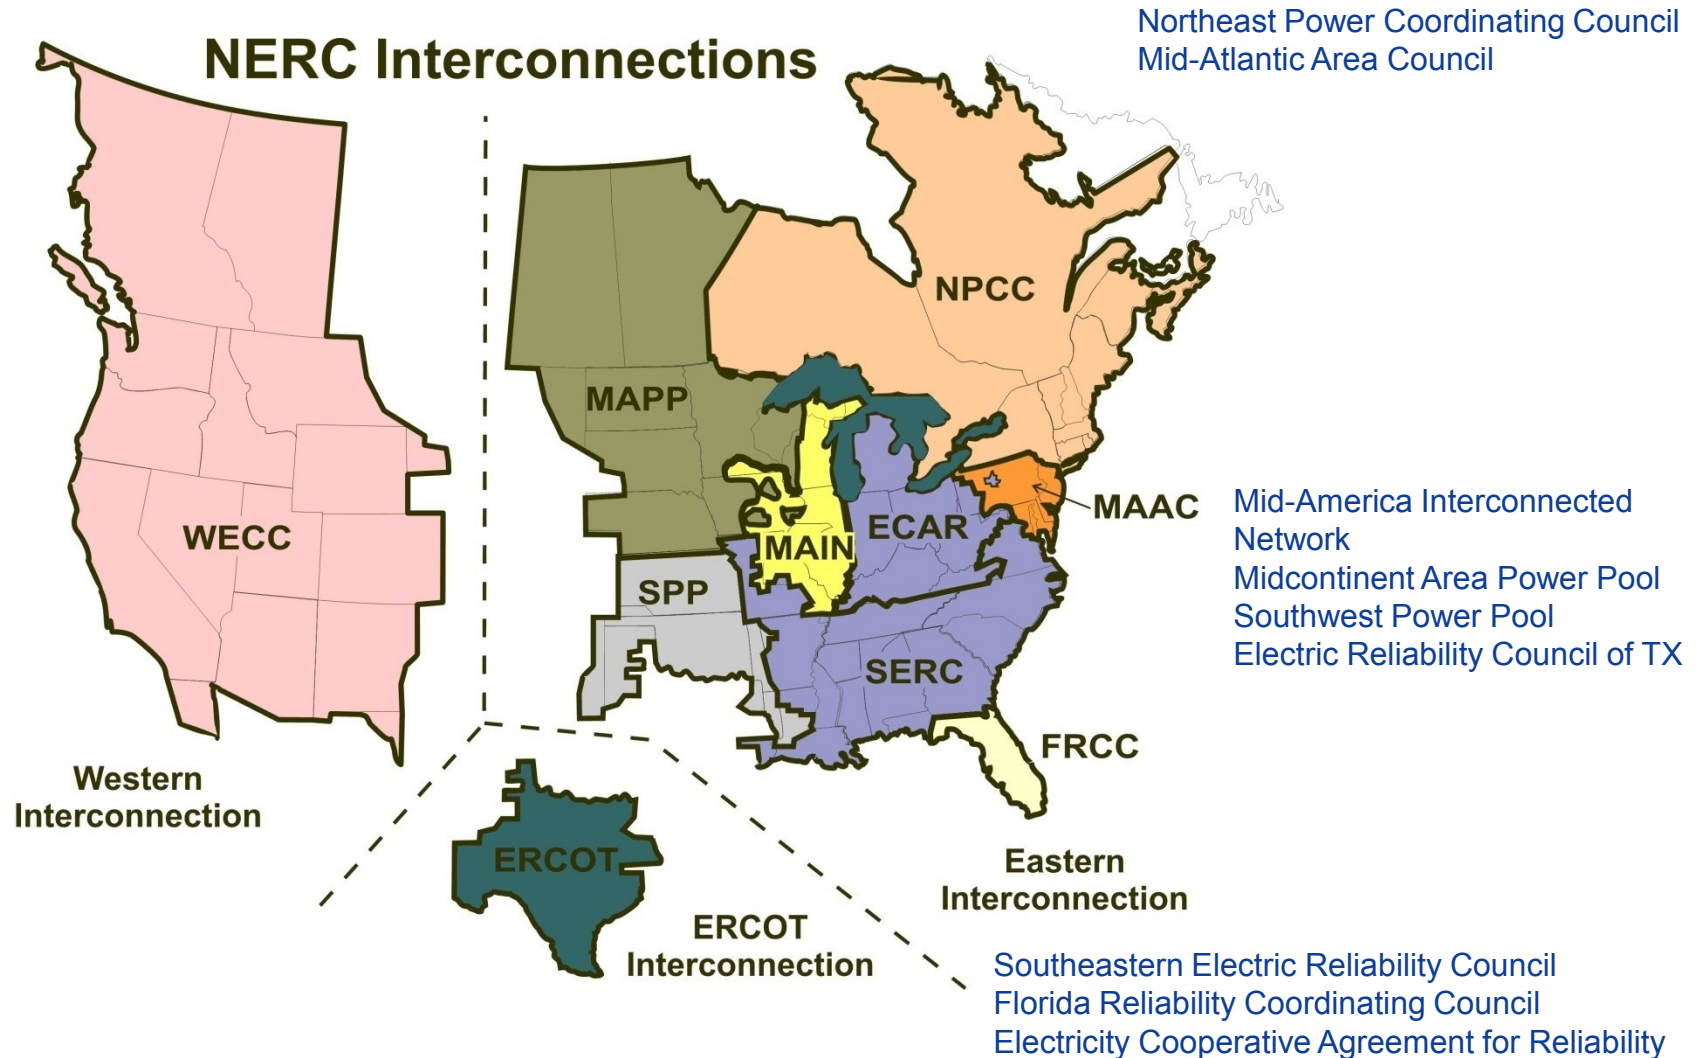 Northeast Power Coordinating Council
Mid-Atlantic Area Council
NERC Interconnections
NPCC
MAPP
MAAC
Mid-America Interconnected
Network
Midcontinent Area Power Pool
Southwest Power Pool
Electric Reliability Council of TX
WECC
ECAR
MAIN
SPP
SERC
FRCC
Western
Interconnection
ERCOT
Eastern
Interconnection
ERCOT
Interconnection
Southeastern Electric Reliability Council
Florida Reliability Coordinating Council
Electricity Cooperative Agreement for Reliability